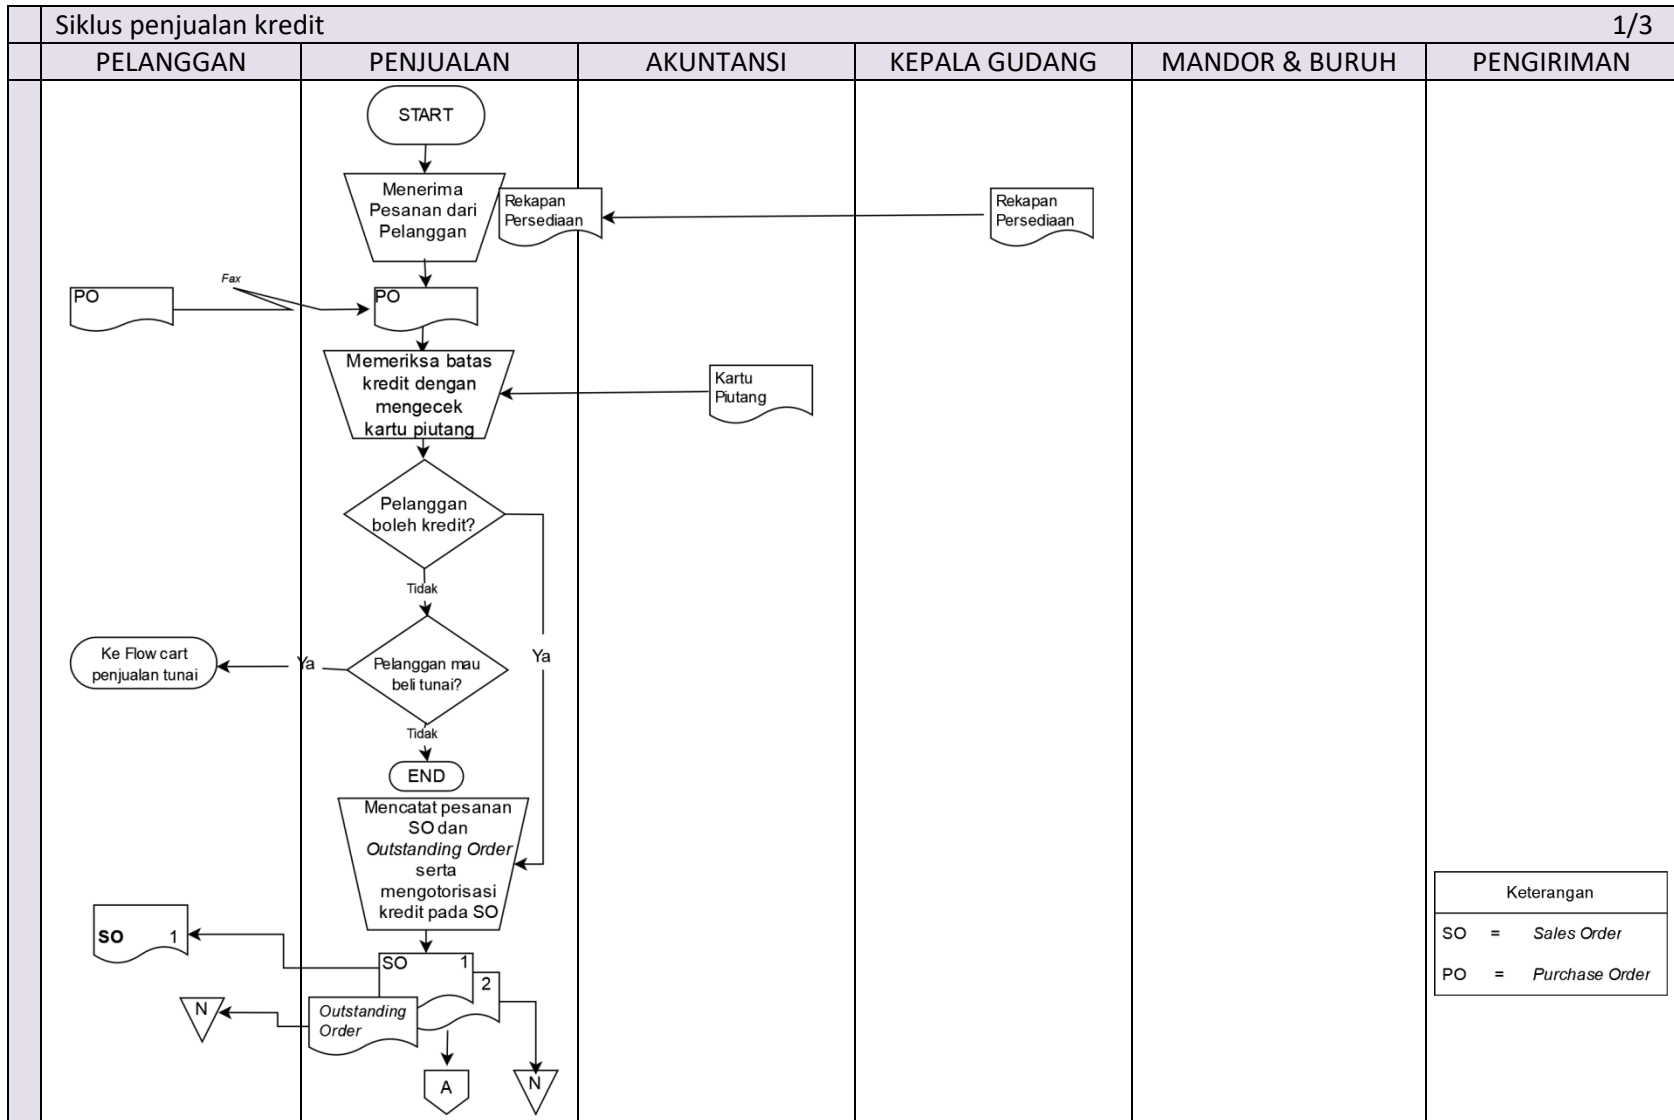 Siklus penjualan kredit 1/3
PELANGGAN PENJUALAN AKUNTANSI KEPALA GUDANG MANDOR & BURUH PENGIRIMAN
START
Menerima
Pesanan dari
Pelanggan
Rekapan
Persediaan
Rekapan
Persediaan
Fax
PO
PO
Memeriksa batas
kredit dengan
mengecek
kartu piutang
Kartu
Piutang
Pelanggan
boleh kredit?
Tidak
Ke Flow cart
penjualan tunai
Ya
Pelanggan mau
beli tunai?
Ya
Tidak
END
Mencatat pesanan
SO dan
Outstanding Order
serta
mengotorisasi
kredit pada SO
Keterangan
SO = Sales Order
PO = Purchase Order
SO 1
SO 1
2
N
Outstanding
Order
A
N